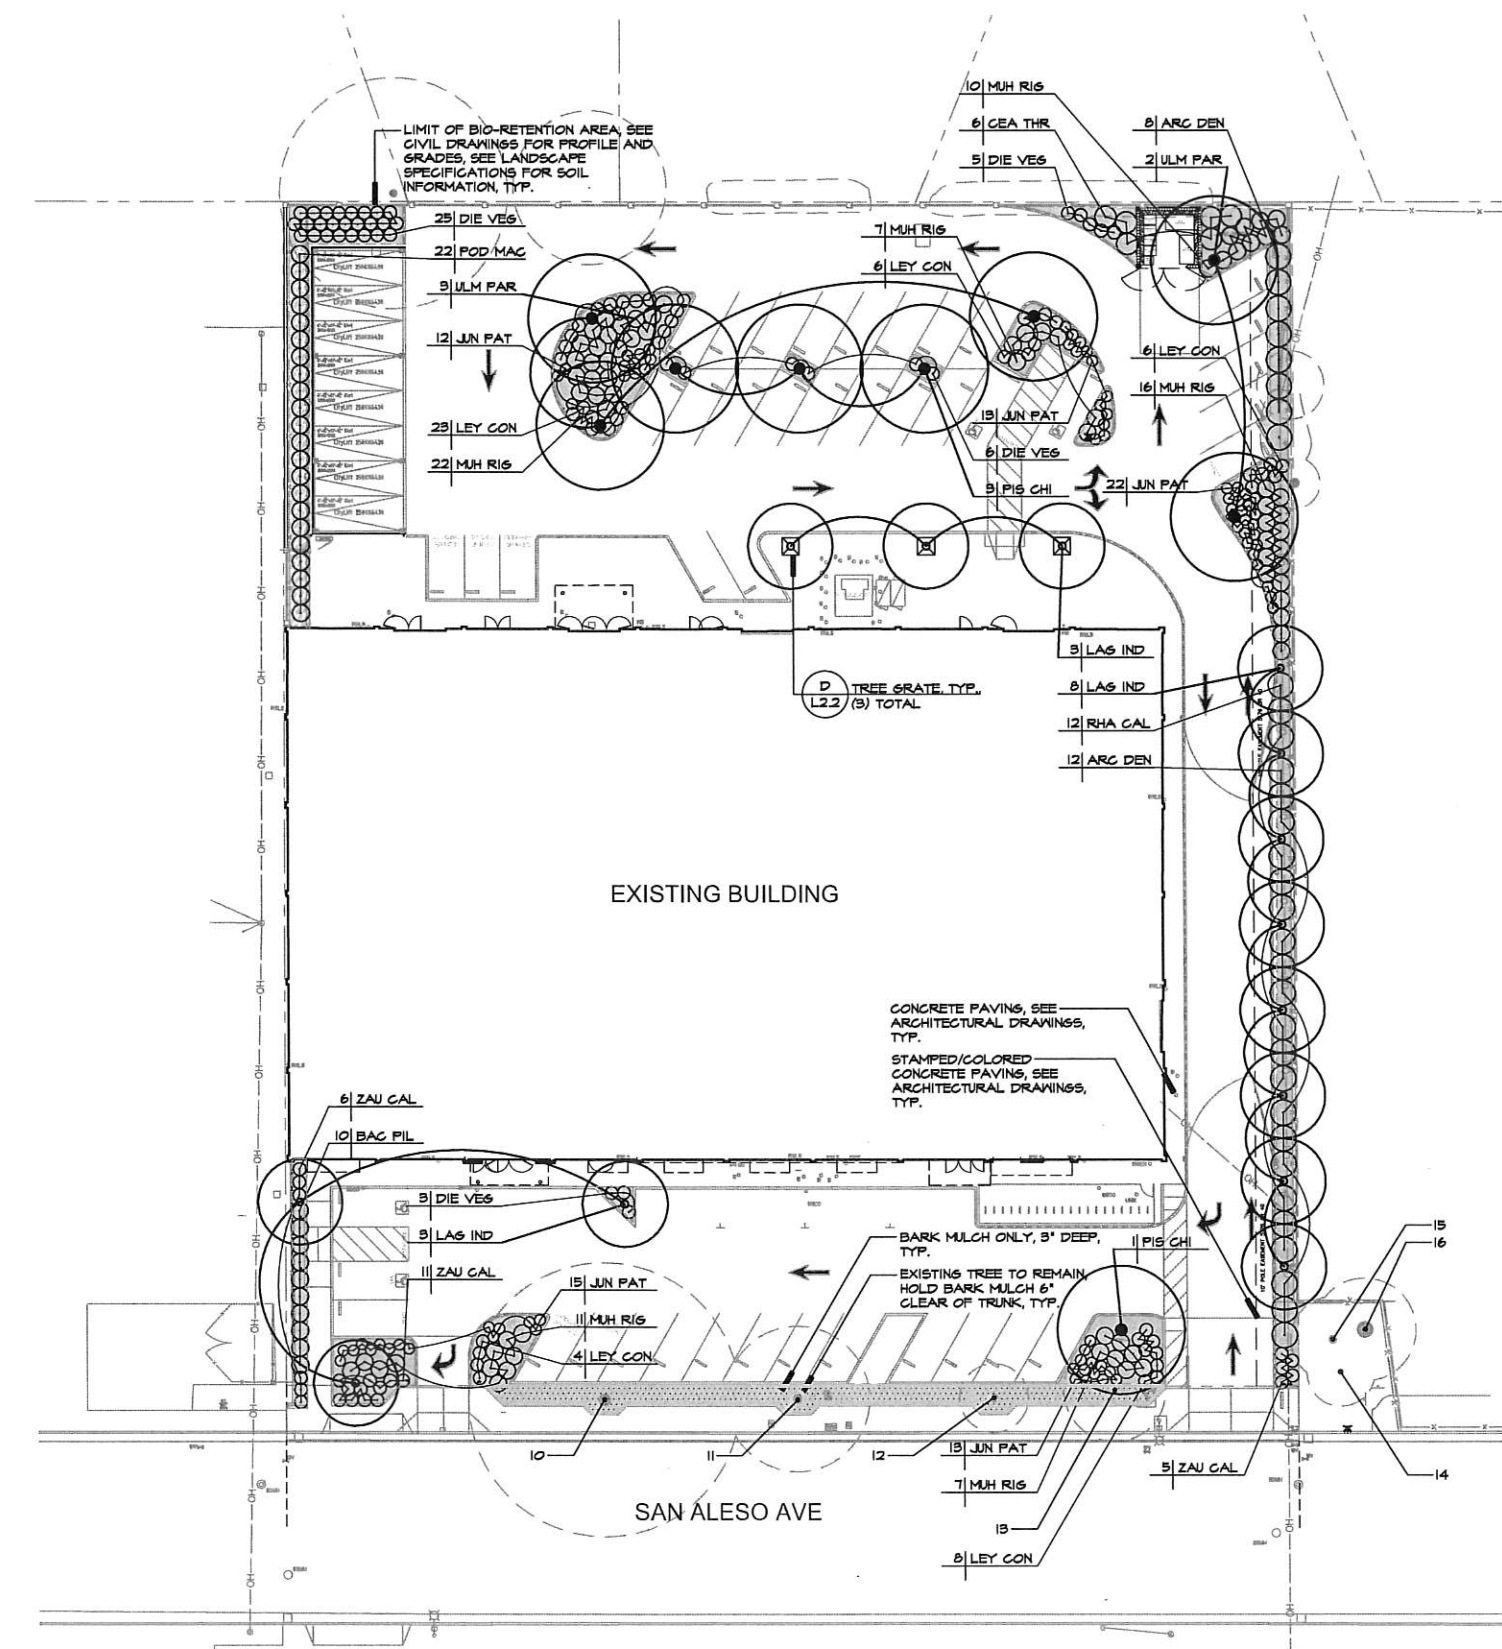 10 MUH RIG
6 CEA THR
5 DIE VEG
8 ARC DEN
2 ULM PAR
LIMIT OF BIO-RETENTION AREA, SEE
CIVIL DRAWINGS FOR PROFILE AND
GRADES, SEE LANDSCAPE
SPECIFICATIONS FOR SOIL
INFORMATION, TYP.
25 DIE VEG
22 POD MAC
3 ULM PAR
12 JUN PAT
23 LEY CON
22 MUH RIG
7 MUH RIG
6 LEY CON
6 LEY CON
16 MUH RIG
13 JUN PAT
6 DIE VEG
3 PIS CHI
22 JUN PAT
3 LAG IND
8 LAG IND
12 RHA CAL
12 ARC DEN
D
L2.2
TREE GRATE, TYP.,
(3) TOTAL
EXISTING BUILDING
CONCRETE PAVING, SEE
ARCHITECTURAL DRAWINGS,
TYP.
STAMPED/COLORED
CONCRETE PAVING, SEE
ARCHITECTURAL DRAWINGS,
TYP.
6 ZAU CAL
10 BAC PIL
3 DIE VEG
3 LAG IND
11 ZAU CAL
15 JUN PAT
11 MUH RIG
4 LEY CON
BARK MULCH ONLY, 3" DEEP,
TYP.
EXISTING TREE TO REMAIN,
HOLD BARK MULCH 6"
CLEAR OF TRUNK, TYP.
1 PIS CHI
15
16
10
11
12
13 JUN PAT
7 MUH RIG
13
8 LEY CON
5 ZAU CAL
14
SAN ALESO AVE
OH